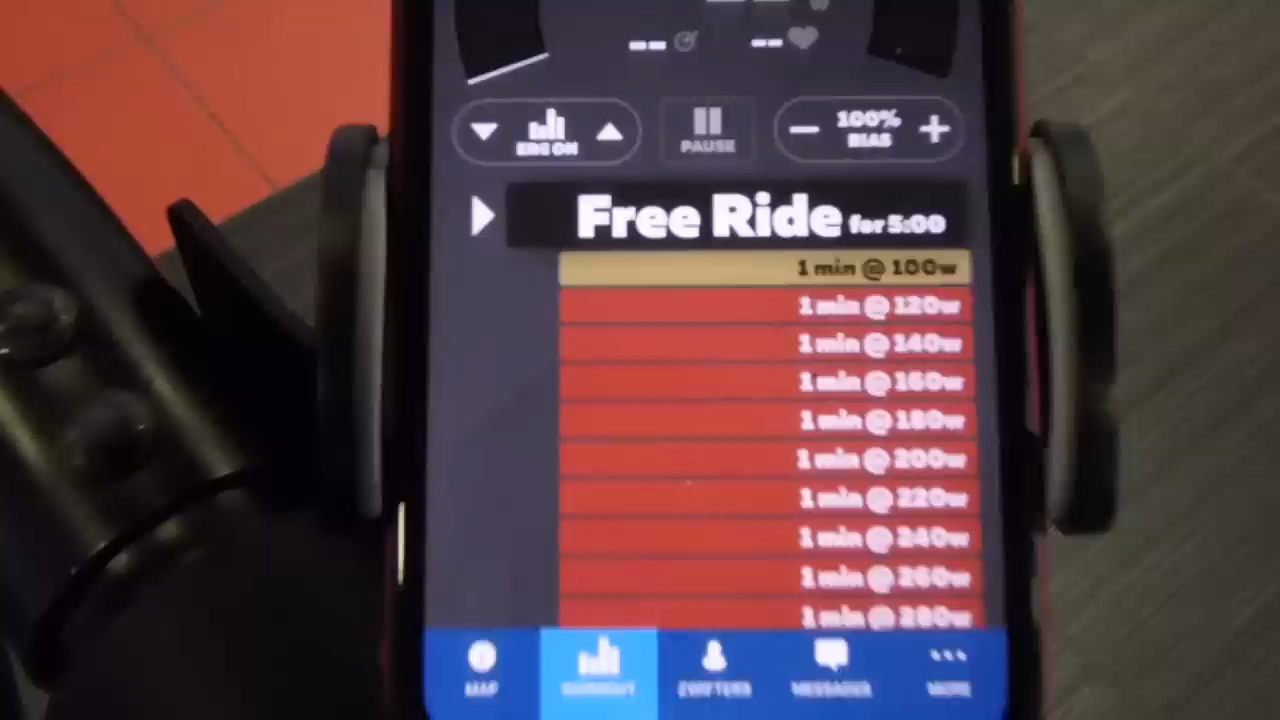 -- --
ERG ON
PAUSE
100%
BIAS
Free Ride for 5:00
1 min @ 100w
1 min @ 120w
1 min @ 140w
1 min @ 160w
1 min @ 180w
1 min @ 200w
1 min @ 220w
1 min @ 240w
1 min @ 260w
1 min @ 280w
MAP WORKOUT ZWIFTERS MESSAGES MORE